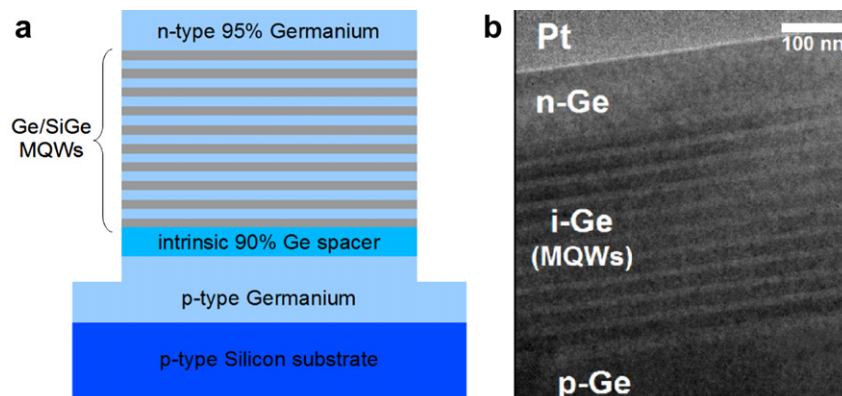 a
n-type 95% Germanium
Ge/SiGe
MQWs
intrinsic 90% Ge spacer
p-type Germanium
p-type Silicon substrate
b
Pt
100 nm
n-Ge
i-Ge
(MQWs)
p-Ge